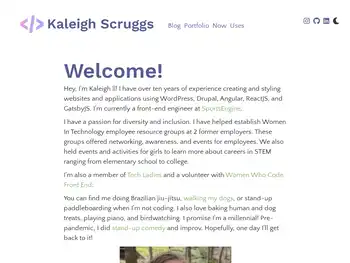 </> Kaleigh Scruggs
Blog Portfolio Now Uses
Welcome!
Hey, I'm Kaleigh I have over ten years of experience creating and styling
websites and applications using WordPress, Drupal, Angular, ReactJS, and
GatsbyJS. I'm currently a front-end engineer at SportsEngine.
I have a passion for diversity and inclusion. I have helped establish Women
In Technology employee resource groups at 2 former employers. These
groups offered networking, awareness, and events for employees. We also
held events and activities for girls to learn more about careers in STEM
ranging from elementary school to college.
I'm also a member of Tech Ladies and a volunteer with Women Who Code
Front End.
You can find me doing Brazilian jiu-jitsu, walking my dogs, or stand-up
paddleboarding when I'm not coding. I also love baking human and dog
treats, playing piano, and birdwatching. I promise I'm a millennial! Pre-
pandemic, I did stand-up comedy and improv. Hopefully, one day I'll get
back to it!